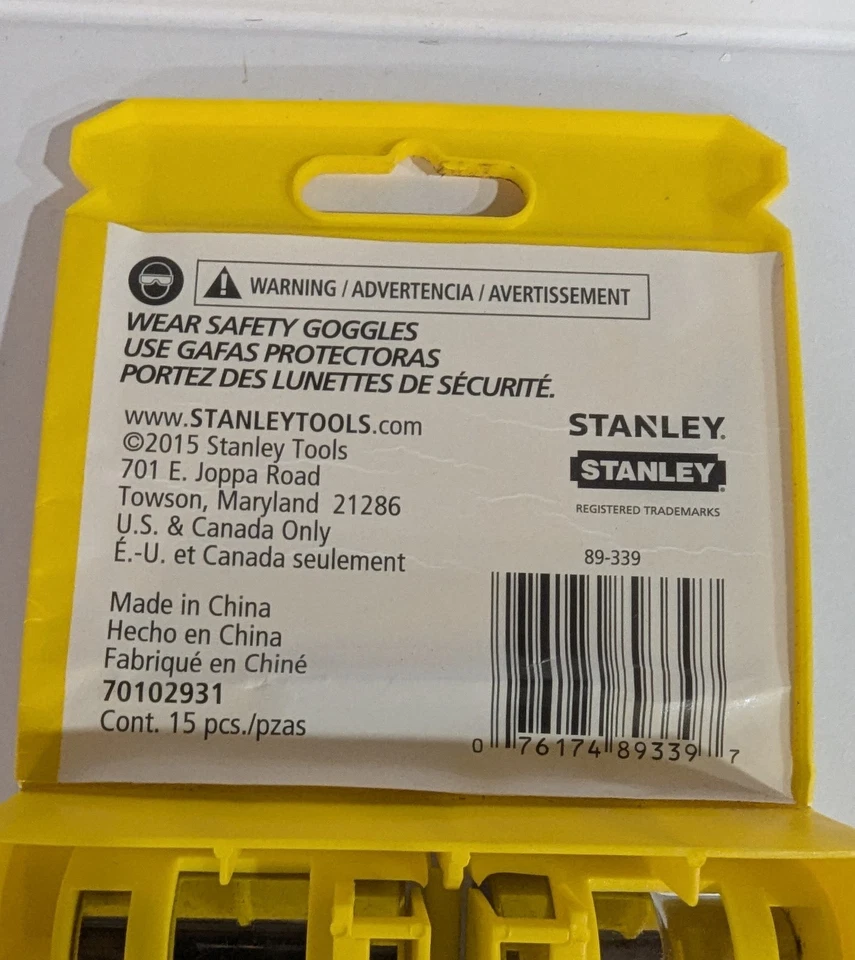 WARNING / ADVERTENCIA / AVERTISSEMENT
WEAR SAFETY GOGGLES
USE GAFAS PROTECTORAS
PORTEZ DES LUNETTES DE SÉCURITÉ.
www.STANLEYTOOLS.com
©2015 Stanley Tools
701 E. Joppa Road
Towson, Maryland 21286
U.S. & Canada Only
É.-U. et Canada seulement
Made in China
Hecho en China
Fabriqué en Chiné
70102931
Cont. 15 pcs./pzas
STANLEY®
STANLEY®
REGISTERED TRADEMARKS
89-339
0 76174 89339 7